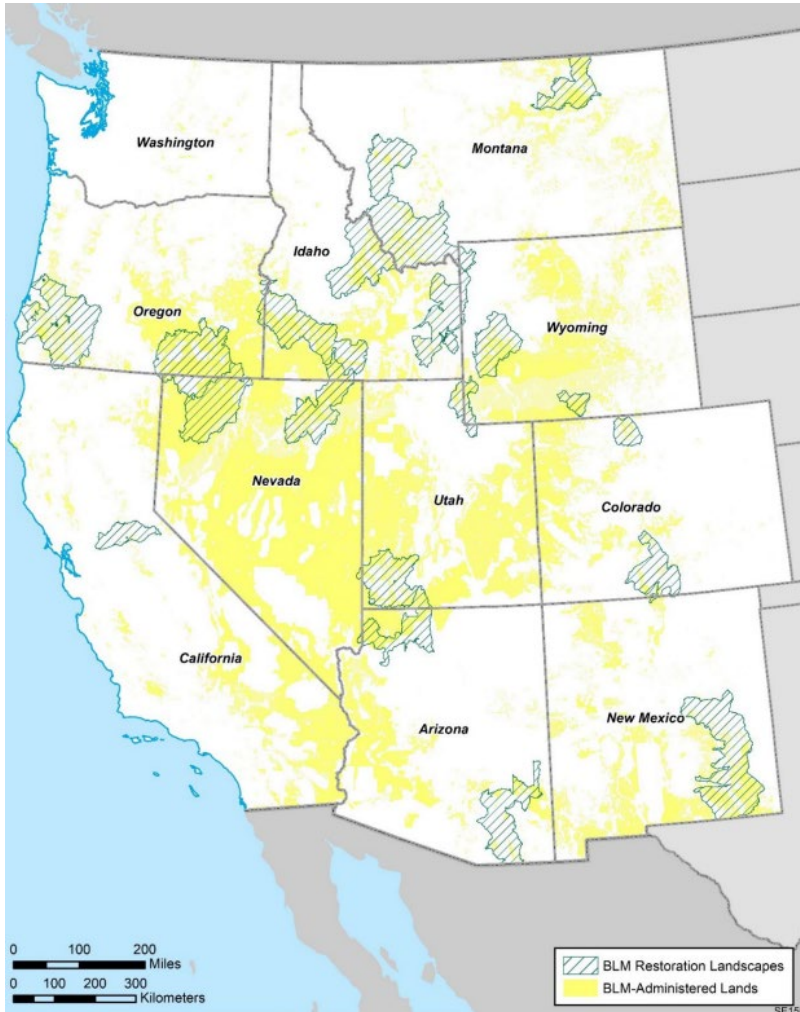 Washington
Montana
Idaho
Oregon
Wyoming
Nevada
Utah
Colorado
California
Arizona
New Mexico
0 100 200
Miles
0 100 200 300
Kilometers
BLM Restoration Landscapes
BLM-Administered Lands